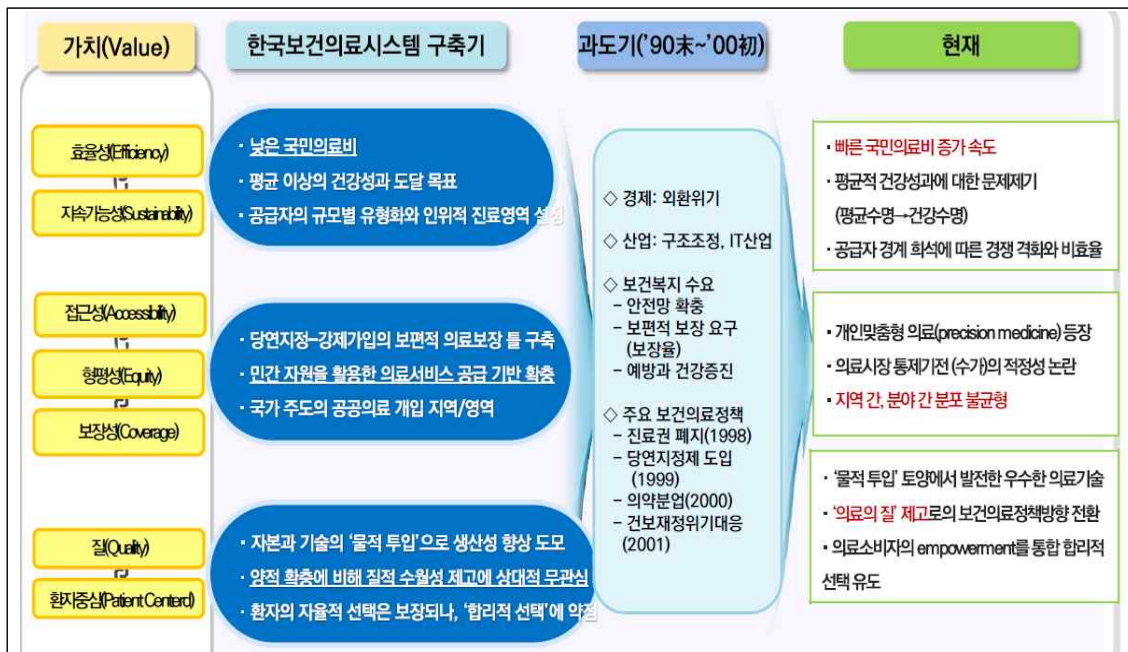 가치(Value)
한국보건의료시스템 구축기
과도기('90末~'00初)
현재
효율성(Efficiency)
지속가능성(Sustainability)
· 낮은 국민의료비
· 평균 이상의 건강성과 도달 목표
· 공급자의 규모별 유형화와 인위적 진료영역 설정
접근성(Accessibility)
형평성(Equity)
보장성(Coverage)
· 당연지정-강제가입의 보편적 의료보장 틀 구축
· 민간 자원을 활용한 의료서비스 공급 기반 확충
· 국가 주도의 공공의료 개입 지역/영역
질(Quality)
환자중심(Patient Centerd)
· 자본과 기술의 '물적 투입'으로 생산성 향상 도모
· 양적 확충에 비해 질적 수월성 제고에 상대적 무관심
· 환자의 자율적 선택은 보장되나, '합리적 선택'에 약점
◇ 경제: 외환위기
◇ 산업: 구조조정, IT산업
◇ 보건복지 수요
– 안전망 확충
– 보편적 보장 요구
(보장율)
– 예방과 건강증진
◇ 주요 보건의료정책
– 진료권 폐지(1998)
– 당연지정제 도입
(1999)
– 의약분업(2000)
– 건보재정위기대응
(2001)
· 빠른 국민의료비 증가 속도
· 평균적 건강성과에 대한 문제제기
(평균수명→건강수명)
· 공급자 경계 희석에 따른 경쟁 격화와 비효율
· 개인맞춤형 의료(precision medicine) 등장
· 의료시장 통제기전 (수가)의 적정성 논란
· 지역 간, 분야 간 분포 불균형
· '물적 투입' 토양에서 발전한 우수한 의료기술
· '의료의 질' 제고로의 보건의료정책방향 전환
· 의료소비자의 empowerment를 통합 합리적
선택 유도